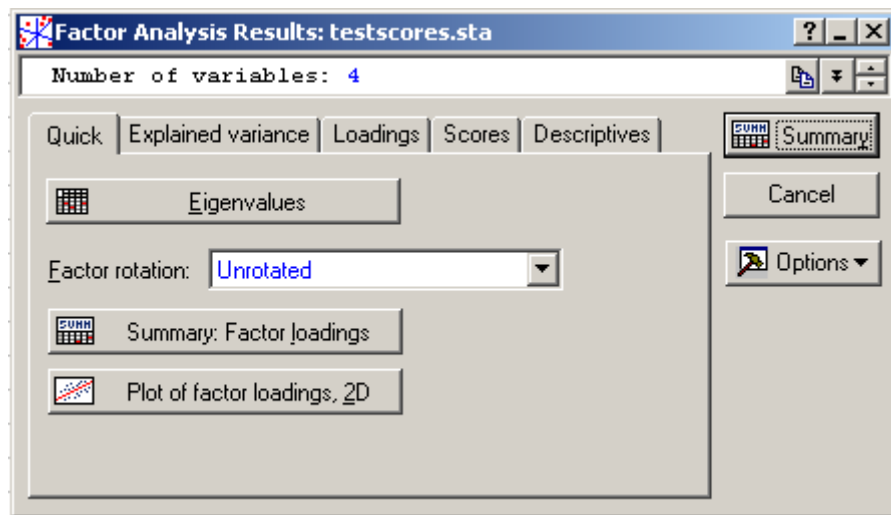 Factor Analysis Results: testscores.sta
Number of variables: 4
Quick Explained variance Loadings Scores Descriptives
Summary
Eigenvalues
Cancel
Factor rotation: Unrotated
Options
Summary: Factor loadings
Plot of factor loadings, 2D